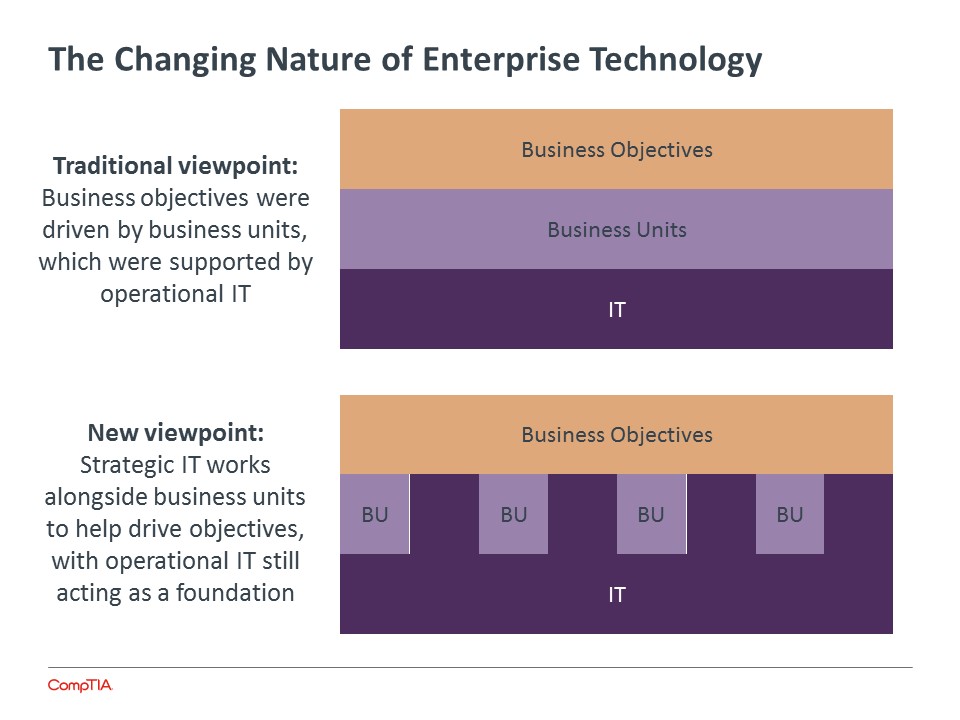 The Changing Nature of Enterprise Technology
Traditional viewpoint:
Business objectives were
driven by business units,
which were supported by
operational IT
Business Objectives
Business Units
IT
New viewpoint:
Strategic IT works
alongside business units
to help drive objectives,
with operational IT still
acting as a foundation
Business Objectives
BU BU BU BU
IT
CompTIA.